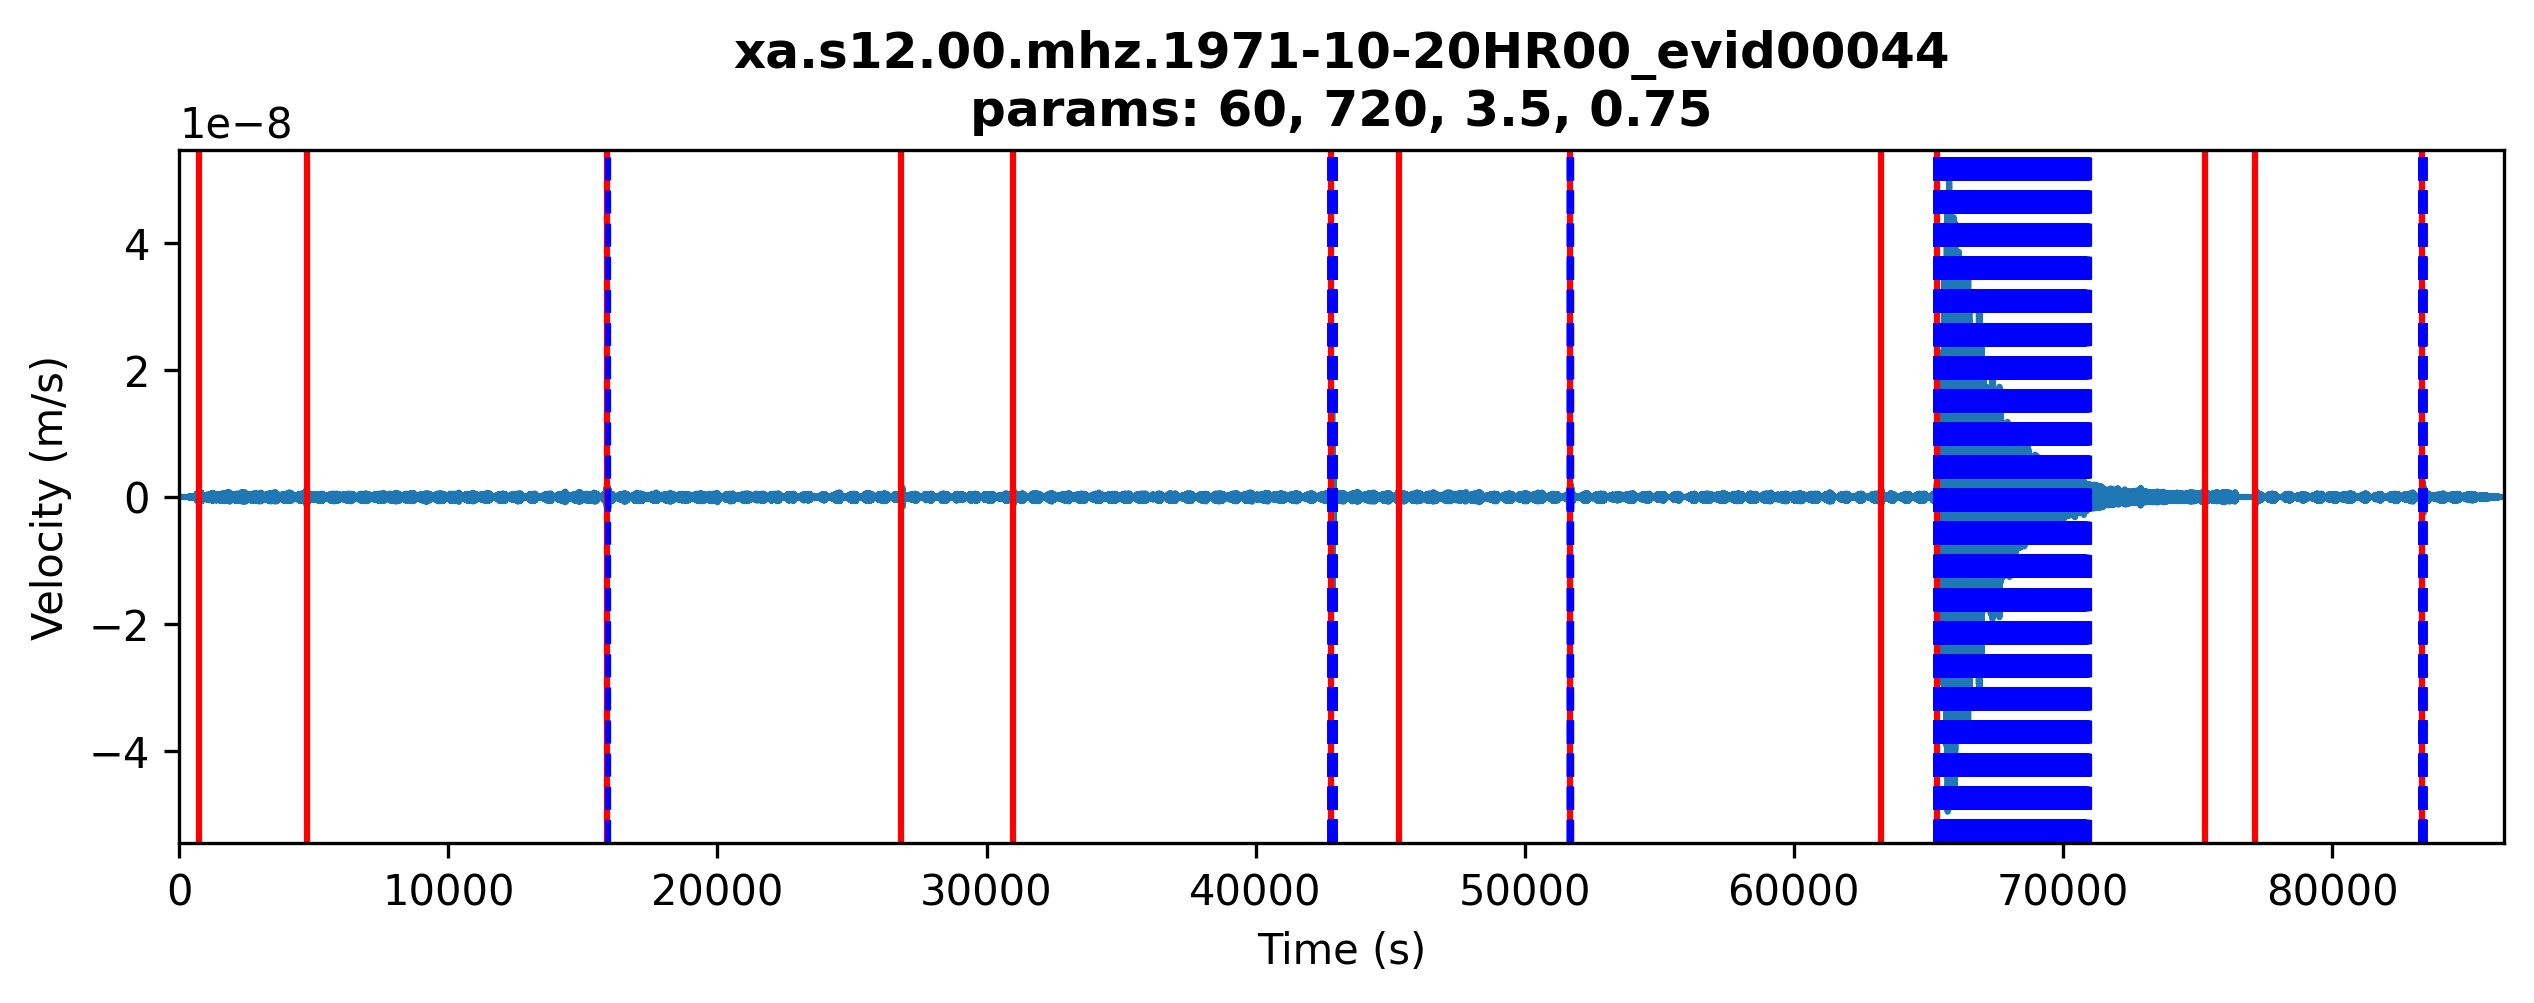 xa.s12.00.mhz.1971-10-20HR00_evid00044
params: 60, 720, 3.5, 0.75
1e−8
4
2
0
−2
−4
Velocity (m/s)
0 10000 20000 30000 40000 50000 60000 70000 80000
Time (s)